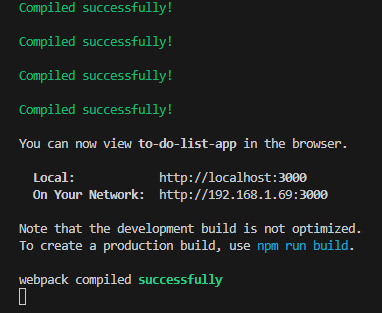 Compiled successfully!
Compiled successfully!
Compiled successfully!
Compiled successfully!
You can now view to-do-list-app in the browser.
Local: http://localhost:3000
On Your Network: http://192.168.1.69:3000
Note that the development build is not optimized.
To create a production build, use npm run build.
webpack compiled successfully